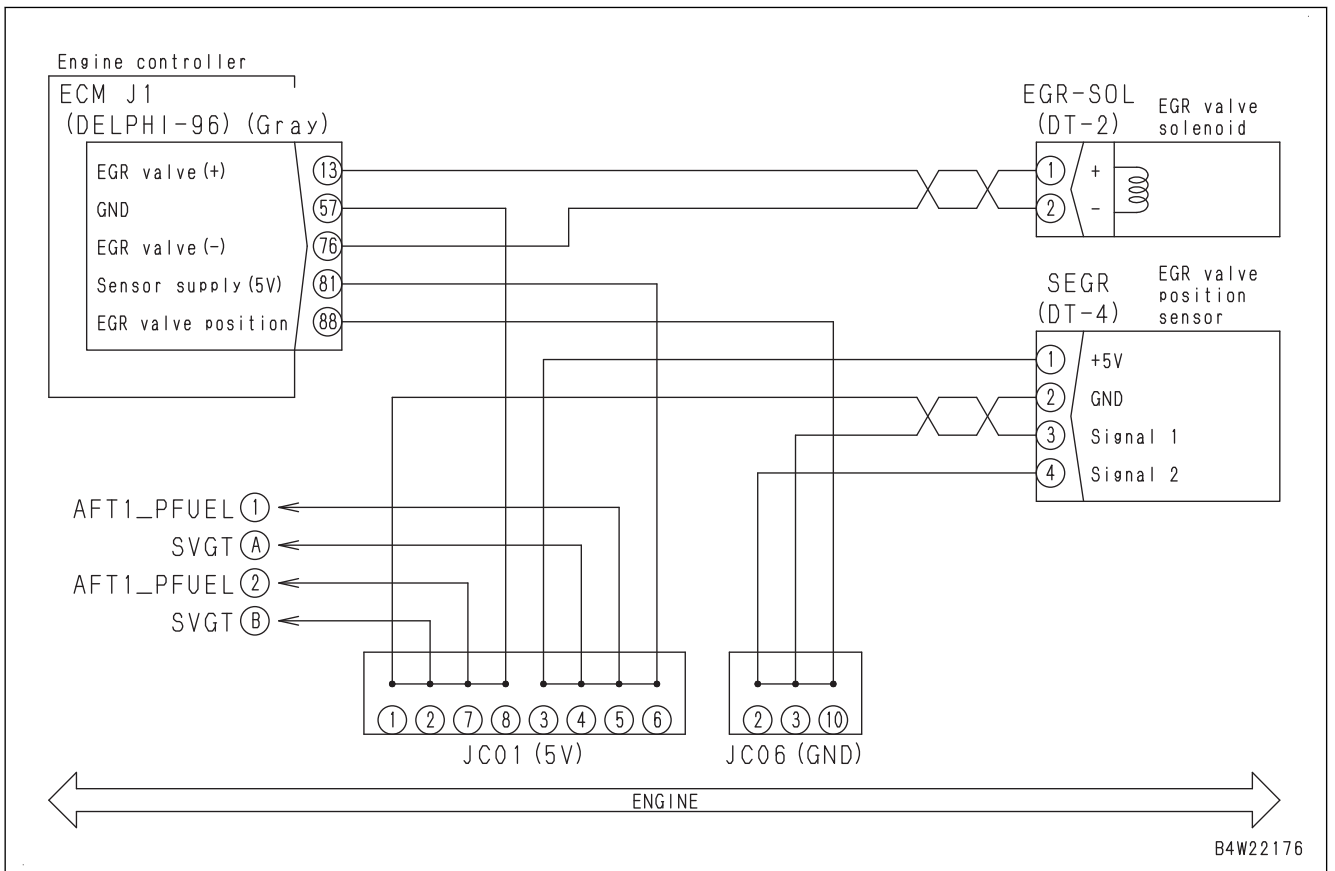 Engine controller
ECM J1
(DELPHI-96)(Gray)
EGR valve(+)
13
GND
57
EGR valve(-)
76
Sensor supply(5V)
81
EGR valve position
88
EGR-SOL
(DT-2)
EGR valve
solenoid
1
+
2
-
SEGR
(DT-4)
EGR valve
position
sensor
1
+5V
2
GND
3
Signal 1
4
Signal 2
AFT1_PFUEL 1
SVGT A
AFT1_PFUEL 2
SVGT B
1 2 7 8 3 4 5 6
JC01(5V)
2 3 10
JC06(GND)
ENGINE
B4W22176